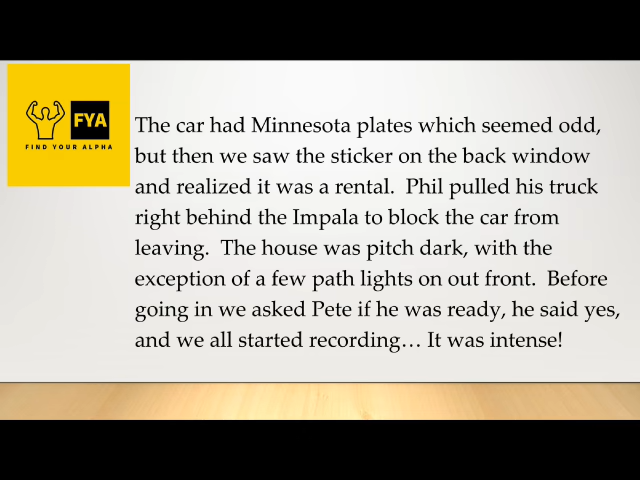 FYA
FIND YOUR ALPHA
The car had Minnesota plates which seemed odd,
but then we saw the sticker on the back window
and realized it was a rental.  Phil pulled his truck
right behind the Impala to block the car from
leaving.  The house was pitch dark, with the
exception of a few path lights on out front.  Before
going in we asked Pete if he was ready, he said yes,
and we all started recording… It was intense!